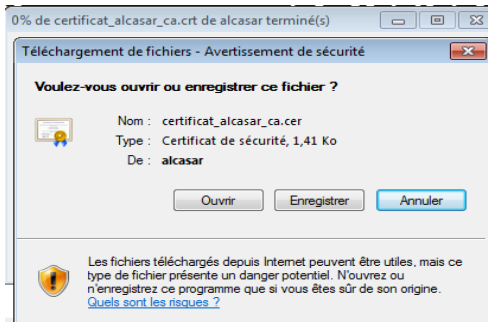 0% de certificat_alcasar_ca.crt de alcasar terminé(s)
Téléchargement de fichiers - Avertissement de sécurité
Voulez-vous ouvrir ou enregistrer ce fichier ?
Nom : certificat_alcasar_ca.cer
Type : Certificat de sécurité, 1,41 Ko
De : alcasar
Ouvrir Enregistrer Annuler
Les fichiers téléchargés depuis Internet peuvent être utiles, mais ce
type de fichier présente un danger potentiel. N'ouvrez ou
n'enregistrez ce programme que si vous êtes sûr de son origine.
Quels sont les risques ?